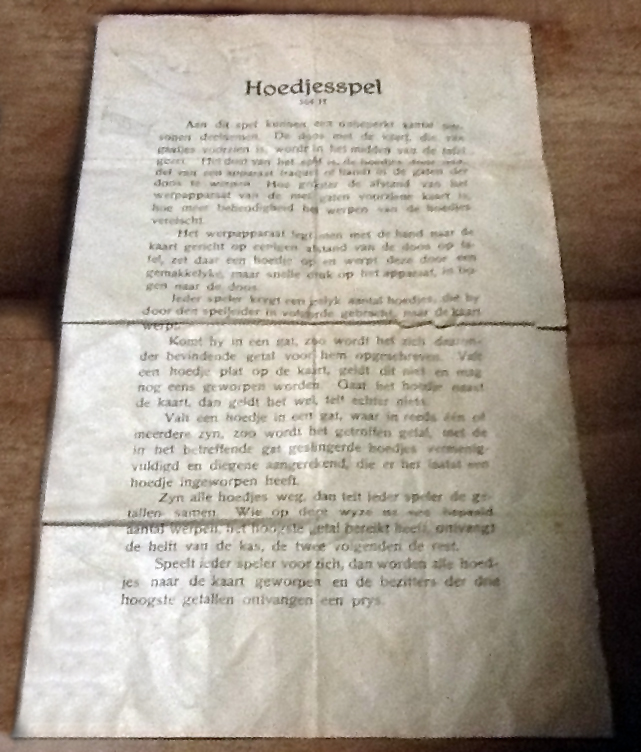 Hoedjesspel
Aan dit spel kunnen een onbeperkt aantal per-
sonen deelnemen. De doos met de kaart, die van
gaatjes voorzien is, wordt in het midden van de tafel
gezet. Het doel van het spel is, de hoedjes door mid-
del van een apparaat (raquet of hand) in de gaten der
doos te werpen. Hoe grooter de afstand van het
werpapparaat van de met gaten voorziene kaart is,
hoe meer behendigheid het werpen van de hoedjes
vereischt.
Het werpapparaat legt men met de hand naar de
kaart gericht op eenigen afstand van de doos op ta-
fel, zet daar een hoedje op en werpt deze door een
gemakkelyke, maar snelle druk op het apparaat, in bo-
gen naar de doos.
Ieder speler krygt een gelyk aantal hoedjes, die hy
door den spelleider in volgorde gebracht, naar de kaart
werpt.
Komt hy in een gat, zoo wordt het zich daaron-
der bevindende getal voor hem opgeschreven. Valt
een hoedje plat op de kaart, geldt dit niet en mag
nog eens geworpen worden. Gaat het hoedje naast
de kaart, dan geldt het wel, telt echter niets.
Valt een hoedje in een gat, waar in reeds één of
meerdere zyn, zoo wordt het getroffen getal, met de
in het betreffende gat geslingerde hoedjes vermenig-
vuldigd en diegene aangerekend, die er het laatst een
hoedje ingeworpen heeft.
Zyn alle hoedjes weg, dan telt ieder speler de ge-
tallen samen. Wie op deze wyze na een bepaald
aantal werpen, het hoogste getal bereikt heeft, ontvangt
de helft van de kas, de twee volgenden de rest.
Speelt ieder speler voor zich, dan worden alle hoed-
jes naar de kaart geworpen en de bezitters der drie
hoogste getallen ontvangen een prys.